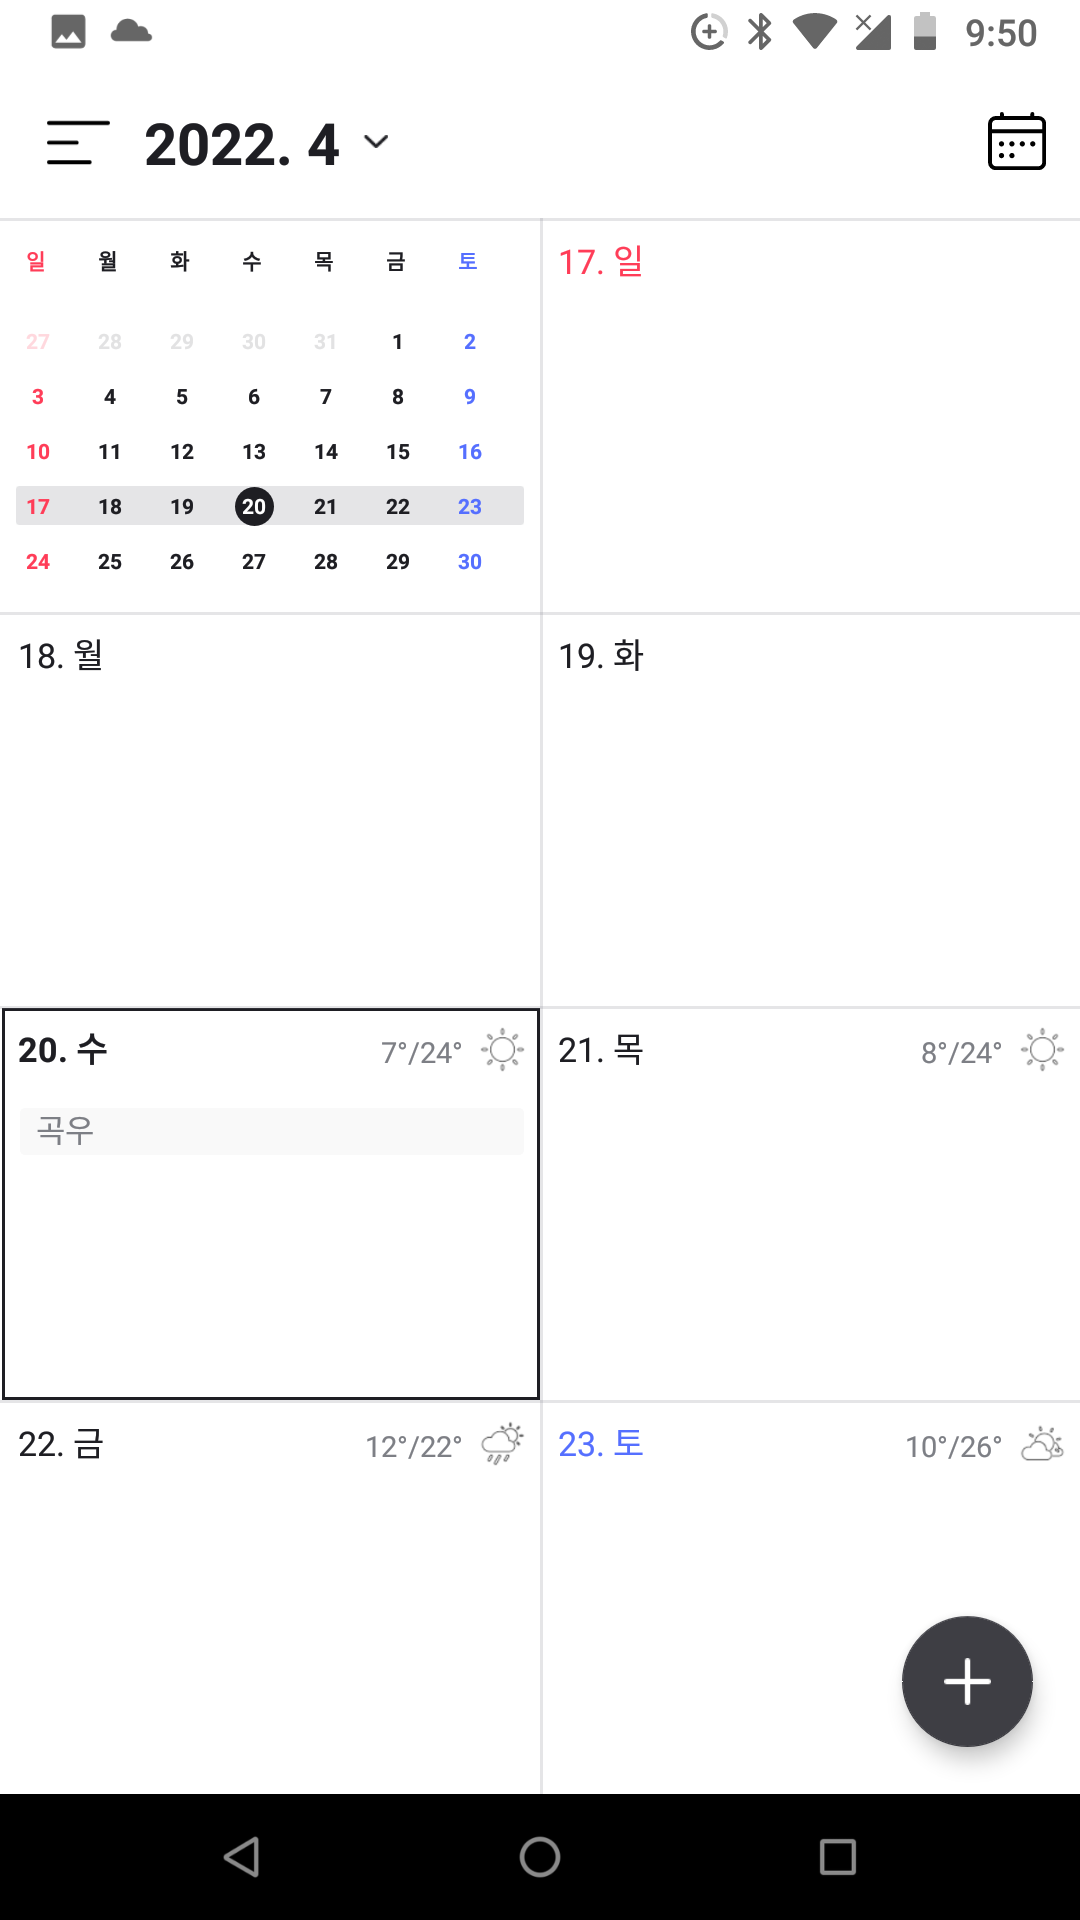 9:50
2022. 4
일 월 화 수 목 금 토
27 28 29 30 31 1 2
3 4 5 6 7 8 9
10 11 12 13 14 15 16
17 18 19 20 21 22 23
24 25 26 27 28 29 30
17. 일
18. 월
19. 화
20. 수 7°/24°
곡우
21. 목 8°/24°
22. 금 12°/22°
23. 토 10°/26°